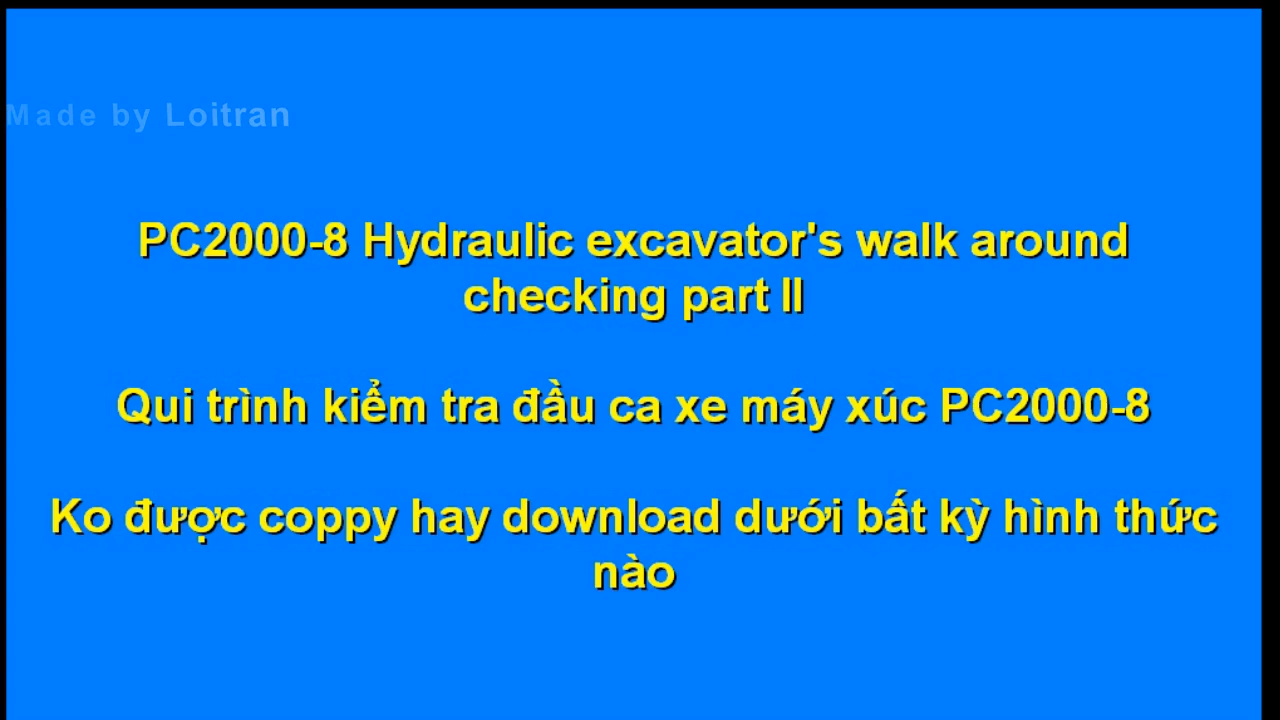 Made by Loitran
PC2000-8 Hydraulic excavator's walk around
checking part II
Qui trình kiểm tra đầu ca xe máy xúc PC2000-8
Ko được coppy hay download dưới bất kỳ hình thức
nào